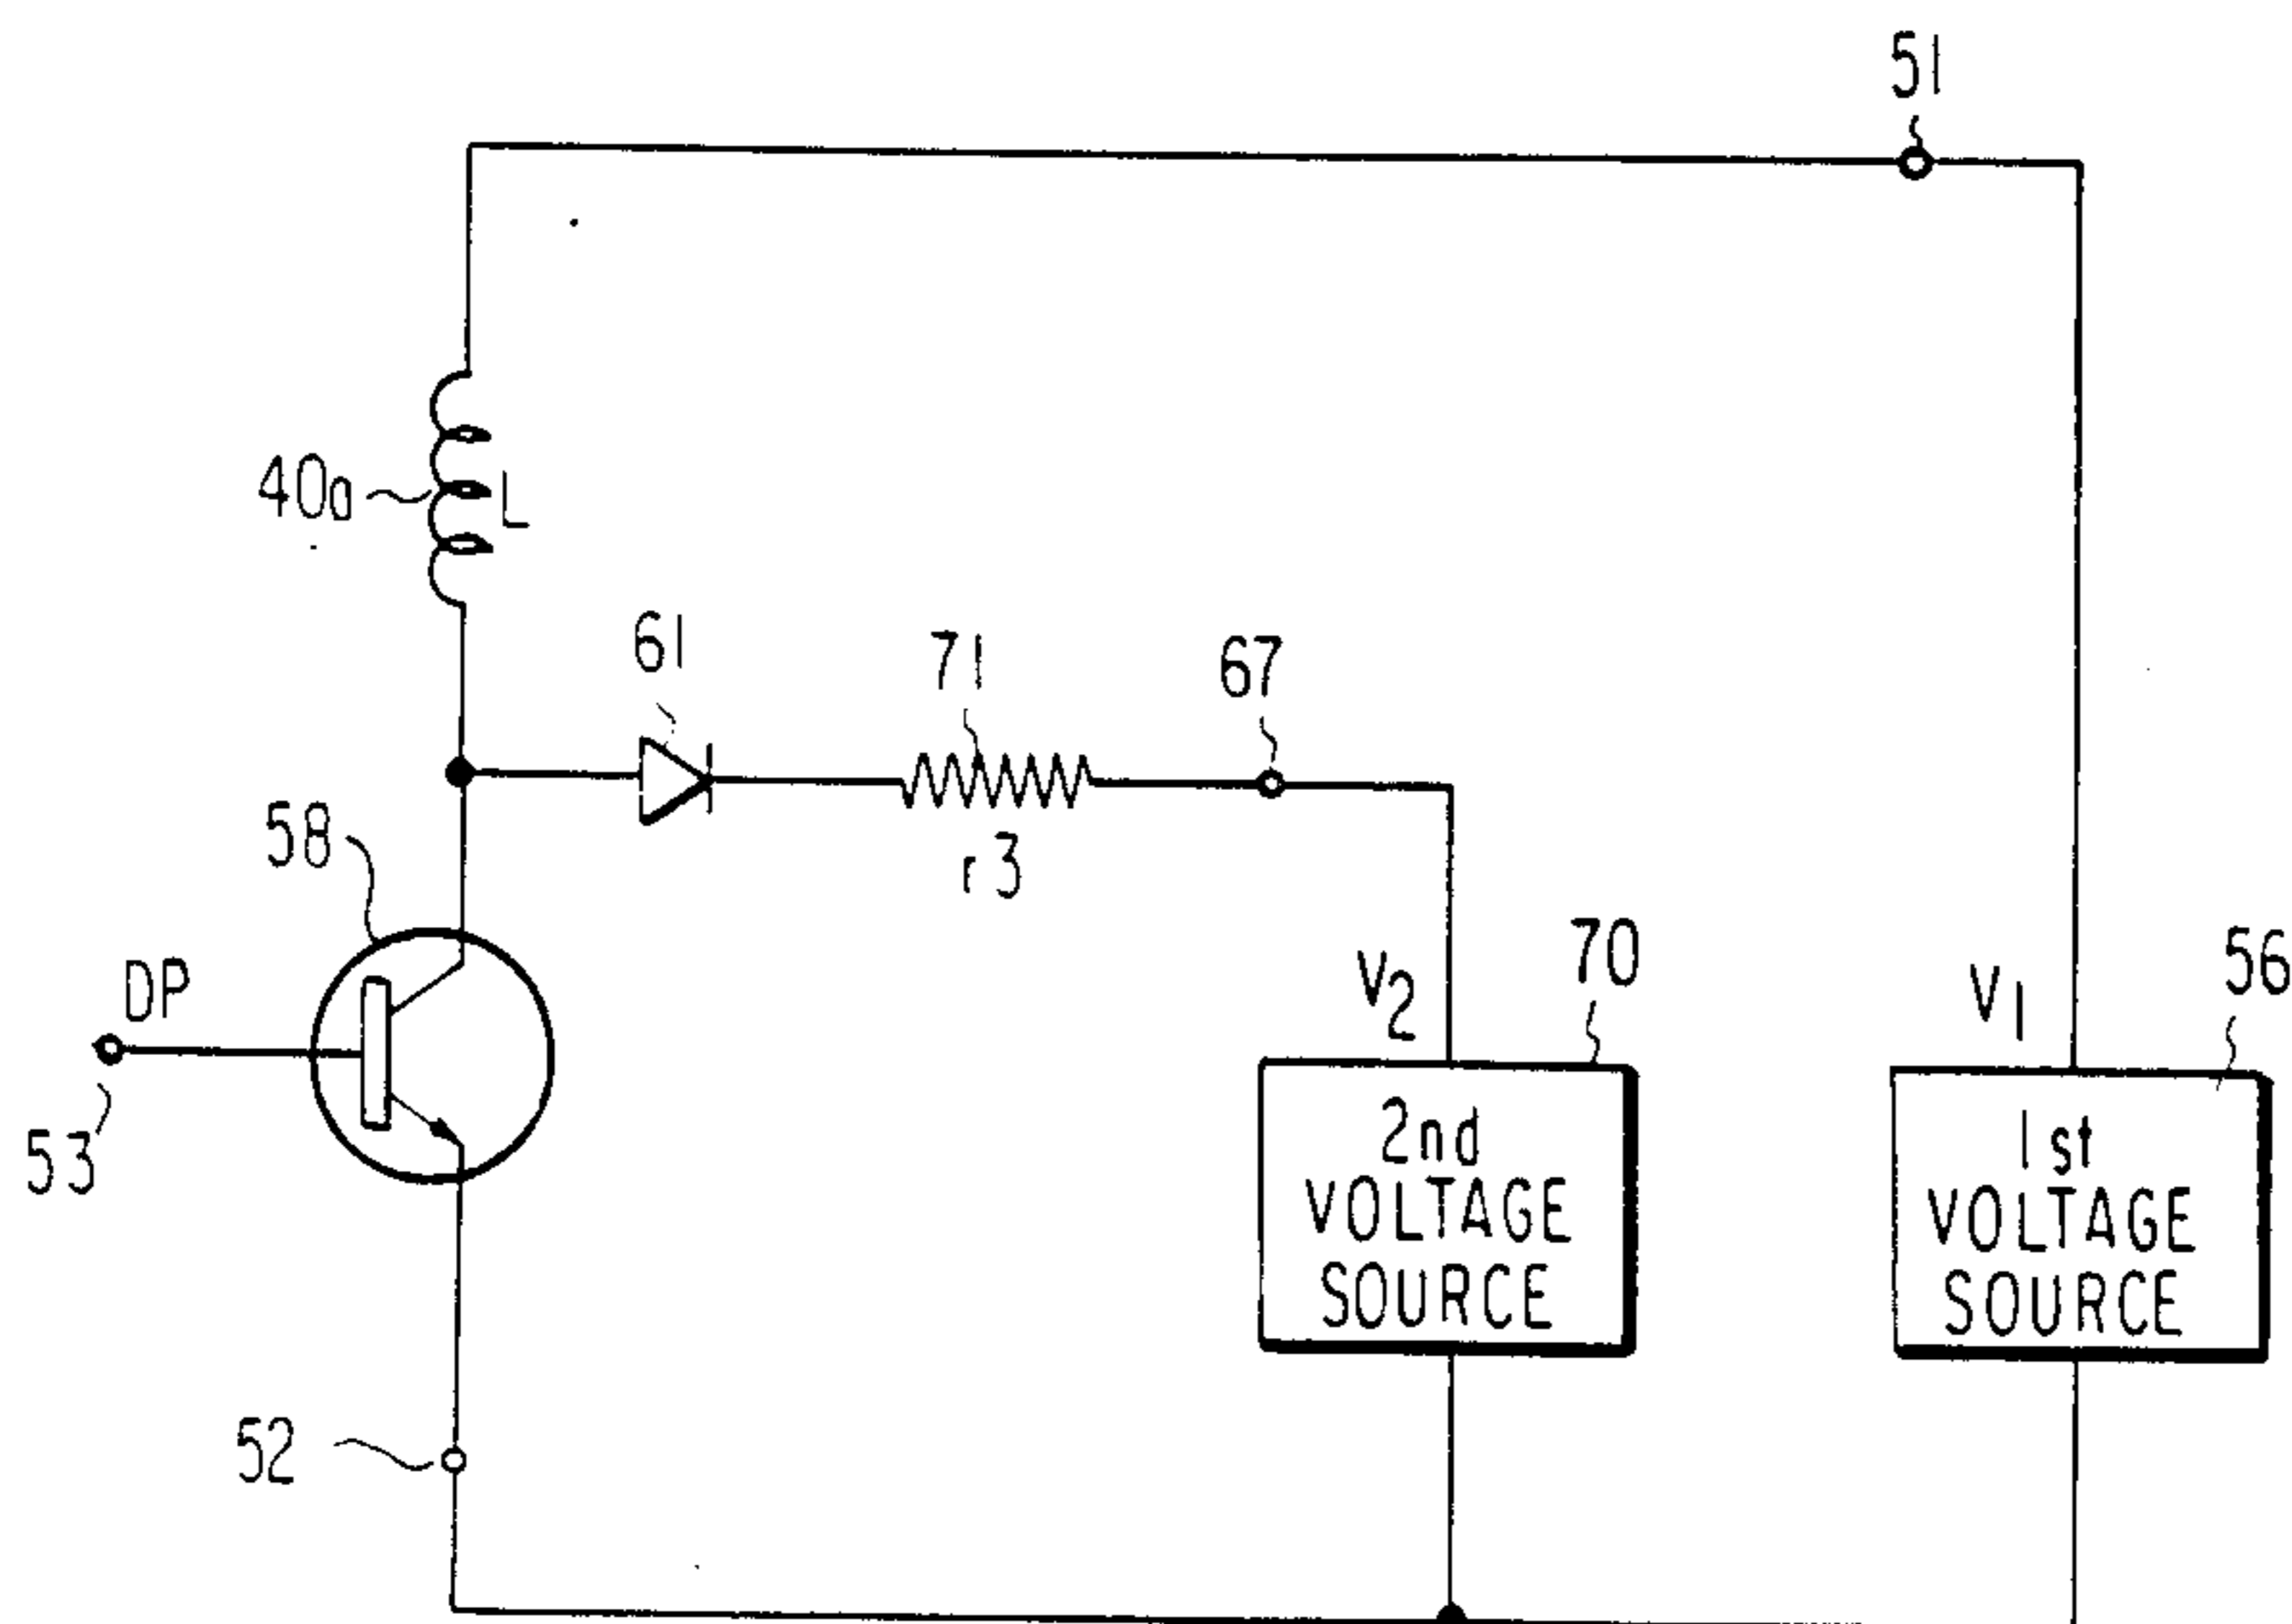 51
40a
L
61
71
67
r3
58
DP
53
V2
70
V1
56
2nd
VOLTAGE
SOURCE
1st
VOLTAGE
SOURCE
52